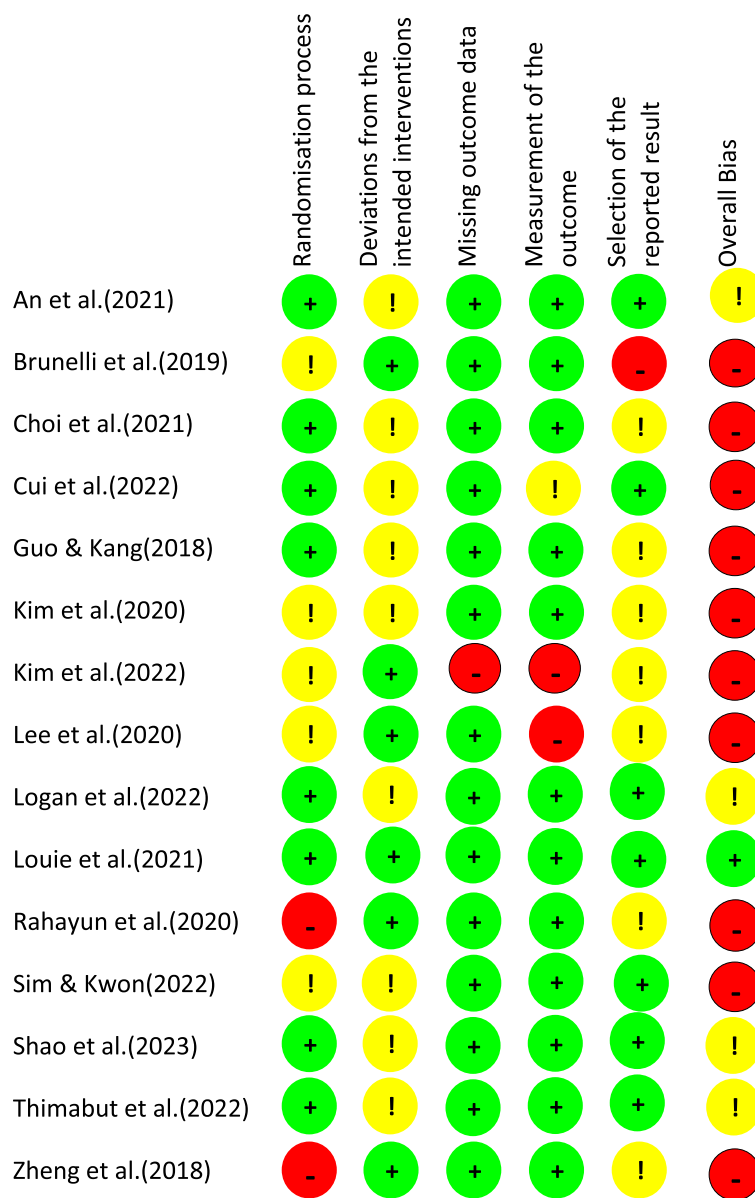 Randomisation process
Deviations from the
intended interventions
Missing outcome data
Measurement of the
outcome
Selection of the
reported result
Overall Bias
An et al.(2021) + ! + + + !
Brunelli et al.(2019) ! + + + - -
Choi et al.(2021) + ! + + ! -
Cui et al.(2022) + ! + ! + -
Guo & Kang(2018) + ! + + ! -
Kim et al.(2020) ! ! + + ! -
Kim et al.(2022) ! + - - ! -
Lee et al.(2020) ! + + - ! -
Logan et al.(2022) + ! + + + !
Louie et al.(2021) + + + + + +
Rahayun et al.(2020) - + + + ! -
Sim & Kwon(2022) ! ! + + + -
Shao et al.(2023) + ! + + + !
Thimabut et al.(2022) + ! + + + !
Zheng et al.(2018) - + + + ! -